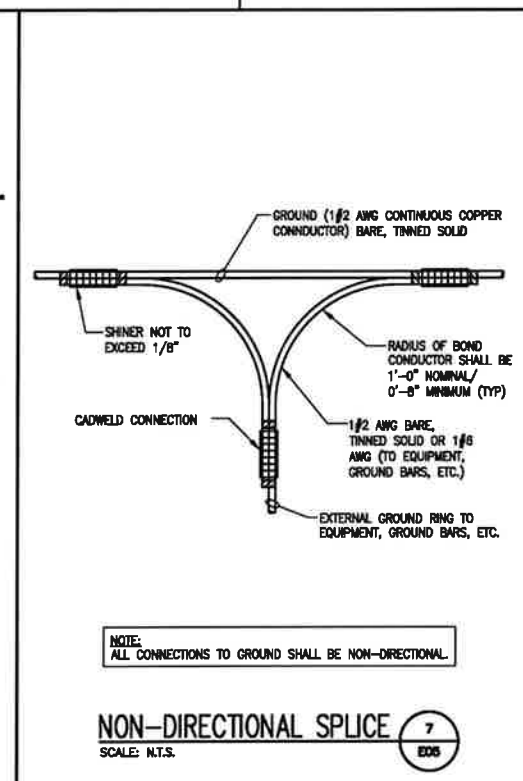 GROUND (1#2 AWG CONTINUOUS COPPER
CONNDUCTOR) BARE, TINNED SOLID
SHINER NOT TO
EXCEED 1/8"
RADIUS OF BOND
CONDUCTOR SHALL BE
1'-0" NOMINAL/
0'-8" MINIMUM (TYP)
CADWELD CONNECTION
1#2 AWG BARE,
TINNED SOLID OR 1#6
AWG (TO EQUIPMENT,
GROUND BARS, ETC.)
EXTERNAL GROUND RING TO
EQUIPMENT, GROUND BARS, ETC.
NOTE:
ALL CONNECTIONS TO GROUND SHALL BE NON-DIRECTIONAL.
NON-DIRECTIONAL SPLICE
7
SCALE: N.T.S.
E05